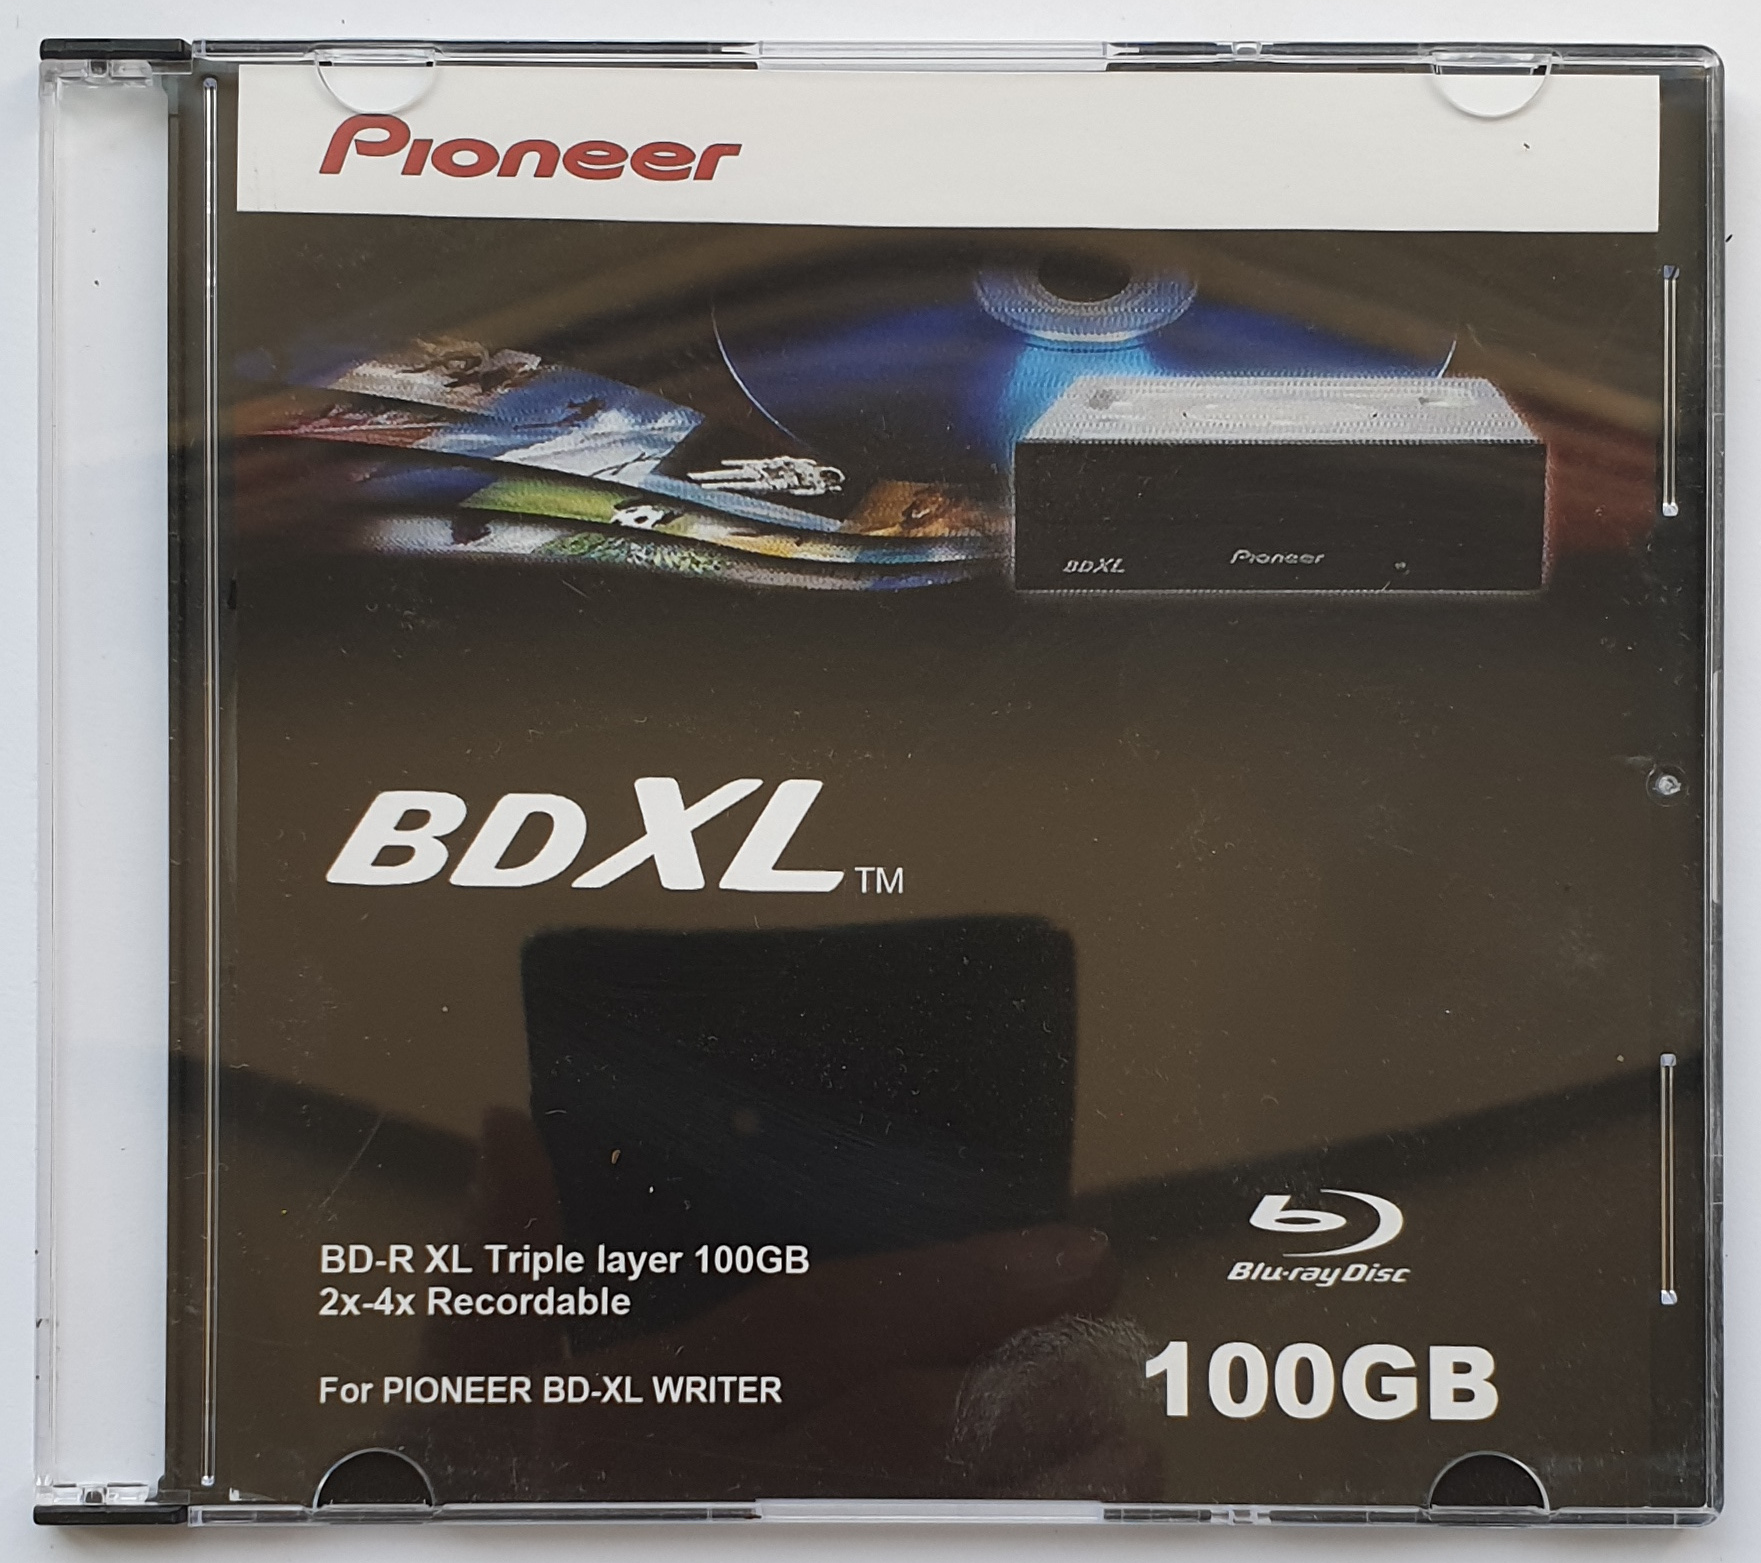 Pioneer
BDXL
Pioneer
BDXL™
BD-R XL Triple layer 100GB
2x-4x Recordable
For PIONEER BD-XL WRITER
Blu-ray Disc
100GB